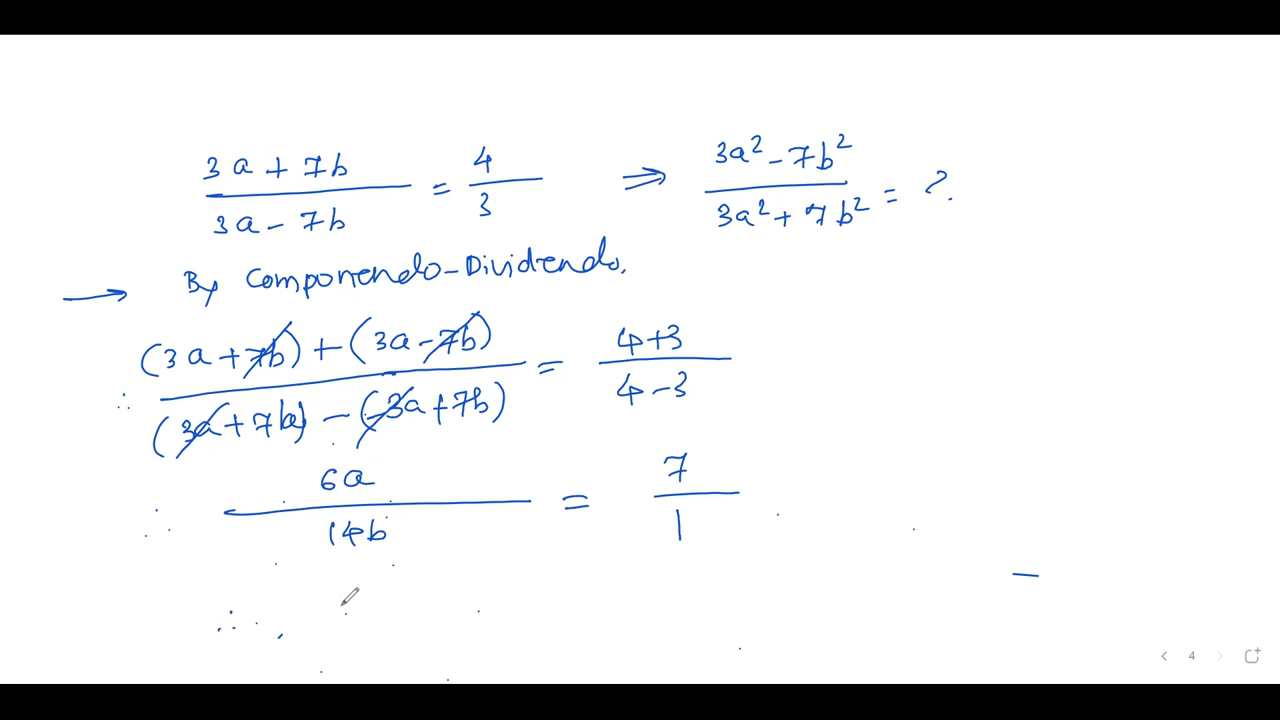 (3a + 7b)/(3a - 7b) = 4/3 ⇒ (3a² - 7b²)/(3a² + 7b²) = ?
→ By Componendo-Dividendo,
∴ ((3a + 7b) + (3a - 7b))/((3a + 7b) - (-3a + 7b)) = (4+3)/(4-3)
∴ 6a/14b = 7/1
∴ ,
4